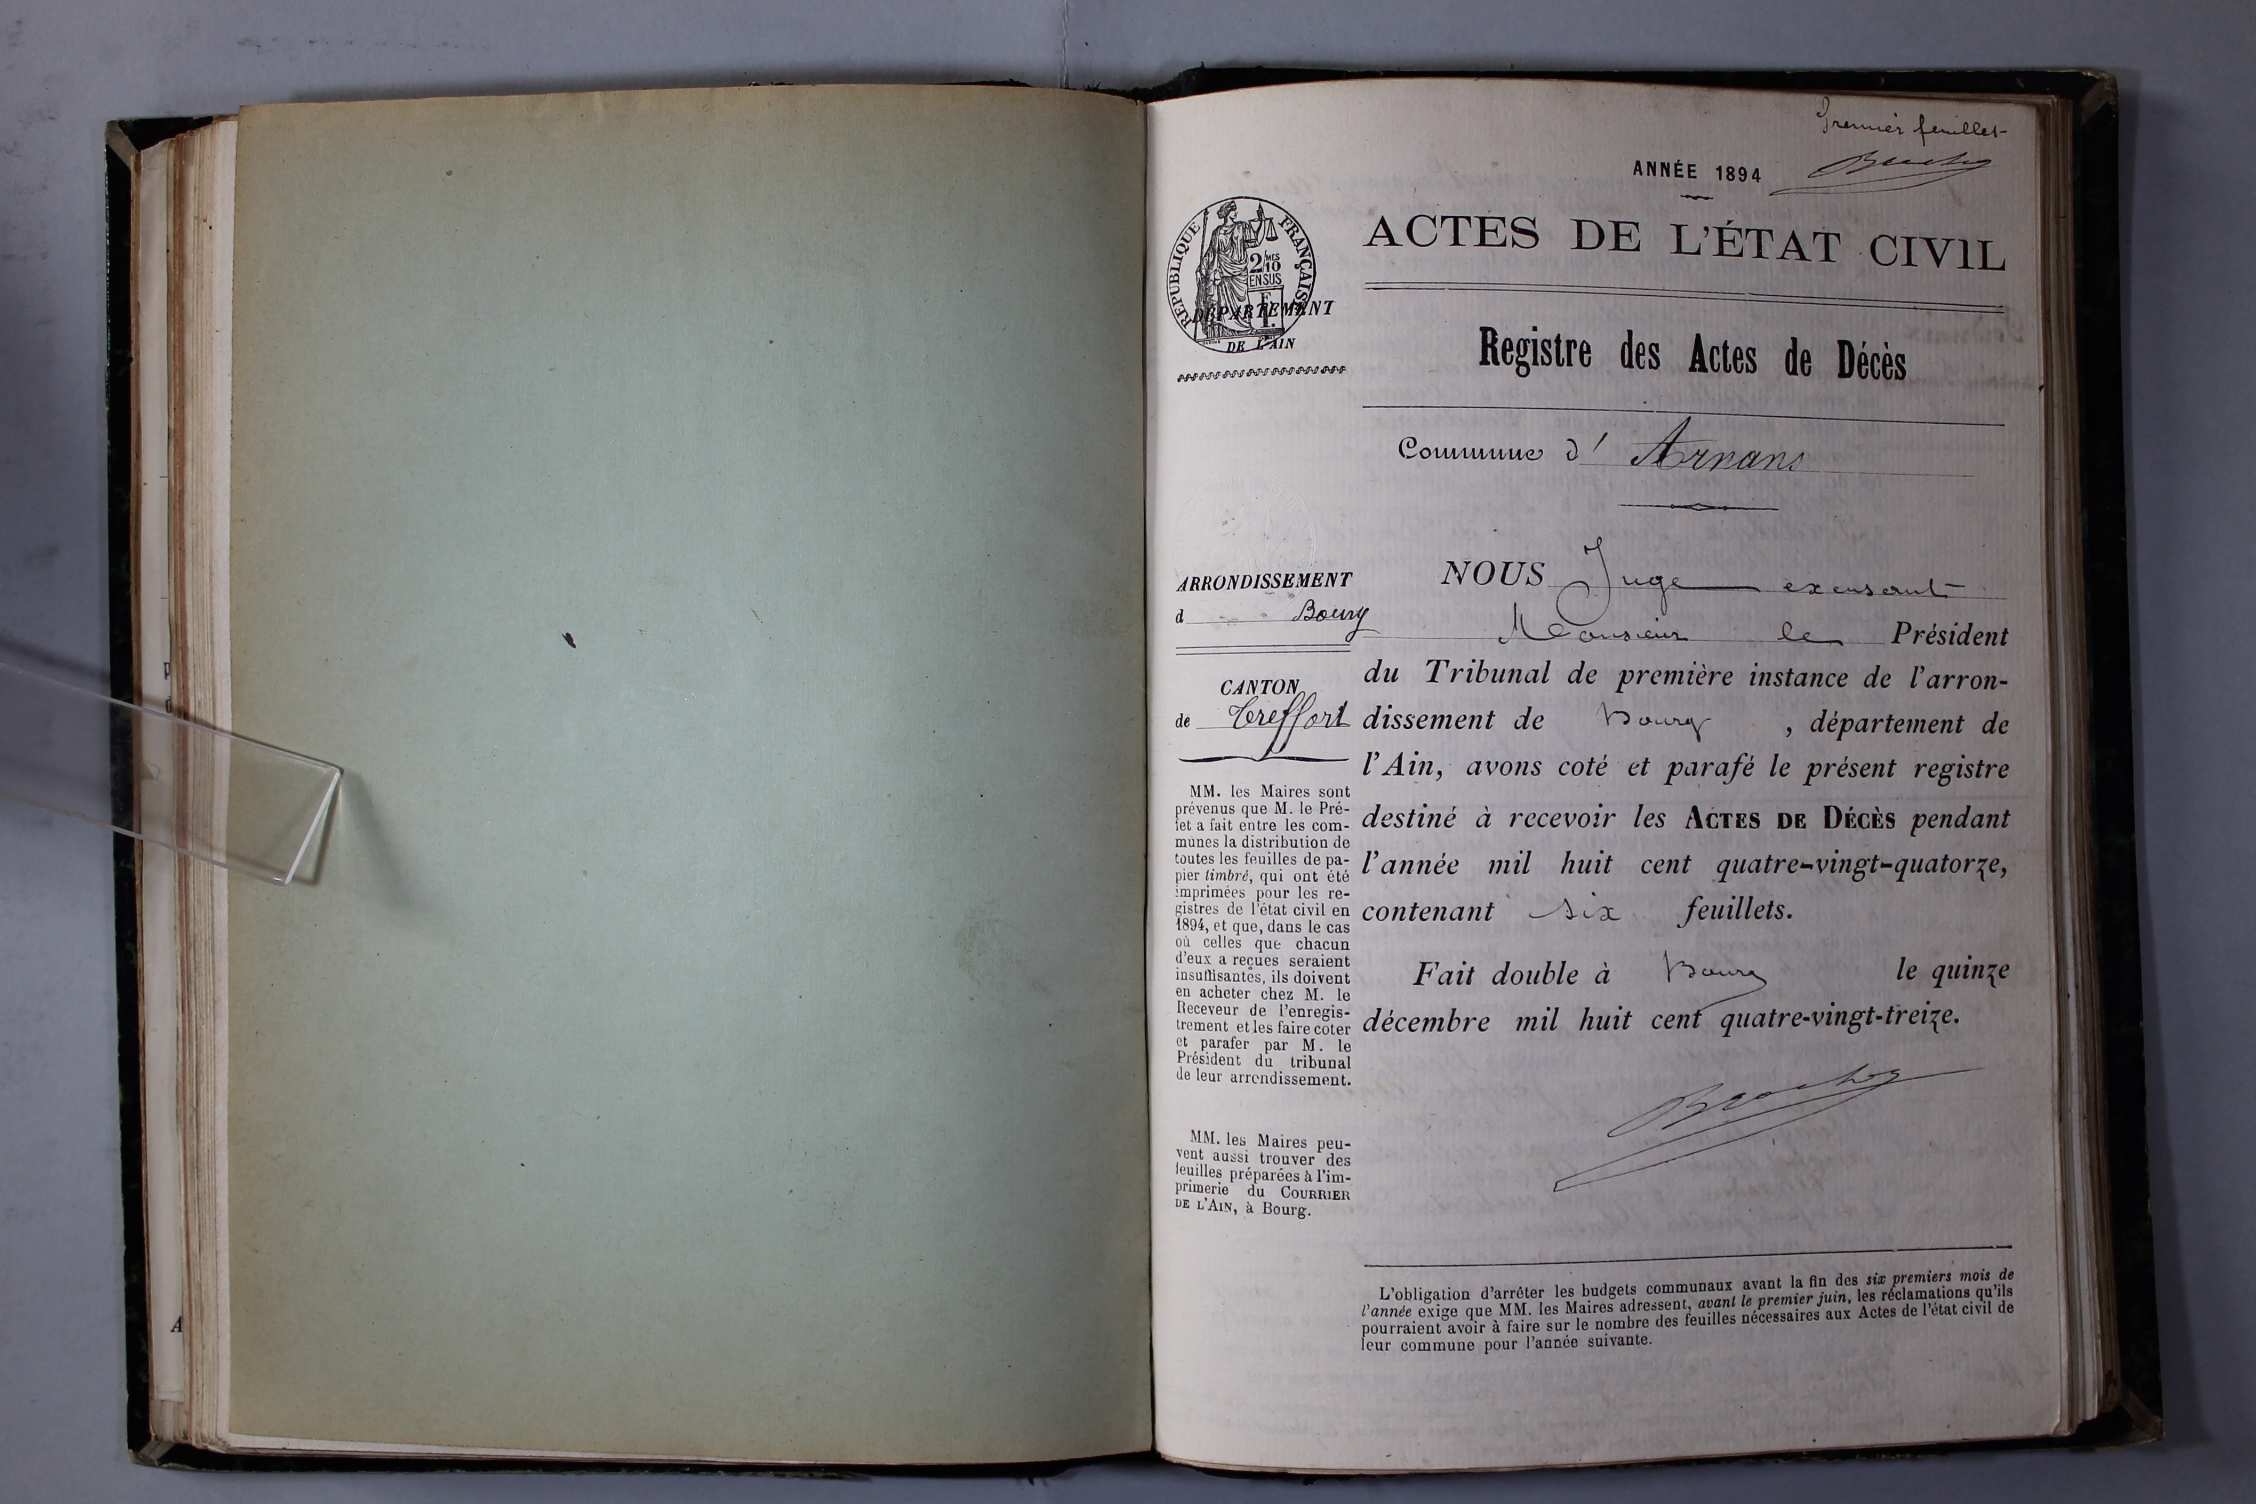 Premier feuillet
ANNÉE 1894
RÉPUBLIQUE FRANÇAISE
2 MES
10
EN SUS
DÉPARTEMENT
DE L'AIN
ACTES DE L'ÉTAT CIVIL
Registre des Actes de Décès
Commune d' Arnans
ARRONDISSEMENT
d Bourg
CANTON
de Treffort
MM. les Maires sont
prévenus que M. le Pré-
fet a fait entre les com-
munes la distribution de
toutes les feuilles de pa-
pier timbré, qui ont été
imprimées pour les re-
gistres de l'état civil en
1894, et que, dans le cas
où celles que chacun
d'eux a reçues seraient
insuffisantes, ils doivent
en acheter chez M. le
Receveur de l'enregis-
trement et les faire coter
et parafer par M. le
Président du tribunal
de leur arrondissement.
MM. les Maires peu-
vent aussi trouver des
feuilles préparées à l'im-
primerie du COURRIER
DE L'AIN, à Bourg.
NOUS Juge excusant
Monsieur le Président
du Tribunal de première instance de l'arron-
dissement de Bourg, département de
l'Ain, avons coté et parafé le présent registre
destiné à recevoir les ACTES DE DÉCÈS pendant
l'année mil huit cent quatre-vingt-quatorze,
contenant six feuillets.
Fait double à Bourg le quinze
décembre mil huit cent quatre-vingt-treize.
L'obligation d'arrêter les budgets communaux avant la fin des six premiers mois de
l'année exige que MM. les Maires adressent, avant le premier juin, les réclamations qu'ils
pourraient avoir à faire sur le nombre des feuilles nécessaires aux Actes de l'état civil de
leur commune pour l'année suivante.